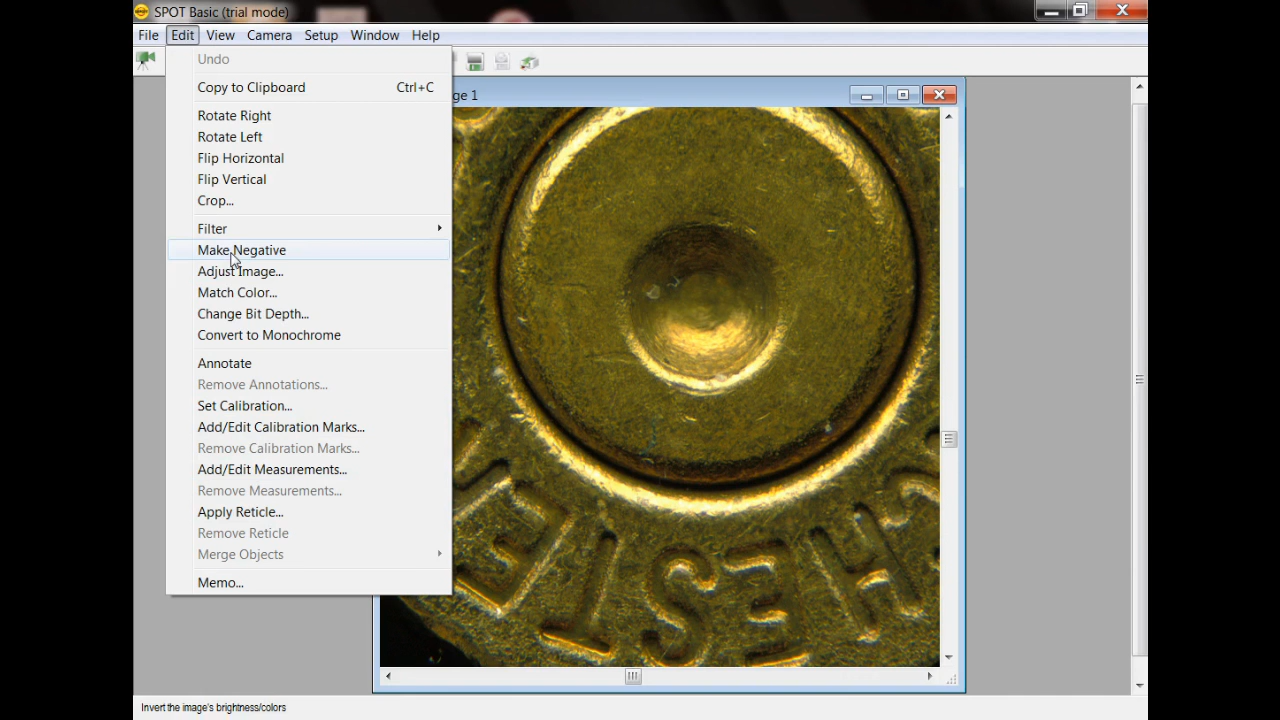 SPOT Basic (trial mode)
File Edit View Camera Setup Window Help
Undo
Copy to Clipboard Ctrl+C
ge 1
Rotate Right
Rotate Left
Flip Horizontal
Flip Vertical
Crop...
Filter
Make Negative
Adjust Image...
Match Color...
Change Bit Depth...
Convert to Monochrome
Annotate
Remove Annotations...
Set Calibration...
Add/Edit Calibration Marks...
Remove Calibration Marks...
Add/Edit Measurements...
Remove Measurements...
Apply Reticle...
Remove Reticle
Merge Objects
Memo...
Invert the image's brightness/colors